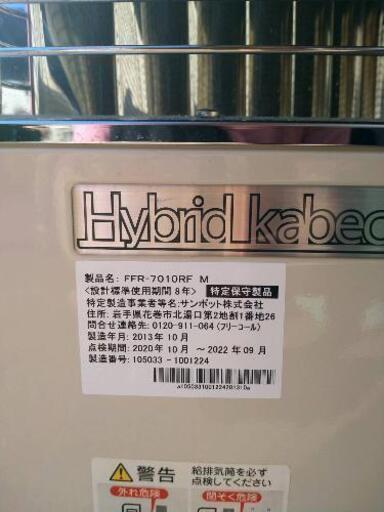 Hybrid kabec
製品名: FFR-7010RF M
<設計標準使用期間 8年> 特定保守製品
特定製造事業者等名: サンポット株式会社
住所: 岩手県花巻市北湯口第2地割1番地26
問合せ連絡先: 0120-911-064 (フリーコール)
製造年月: 2013年 10月
点検期間: 2020年 10月 ～ 2022年 09月
製造番号: 105033 - 1001224
警告
給排気筒を必ず
点検してください
外れ危険
閉そく危険